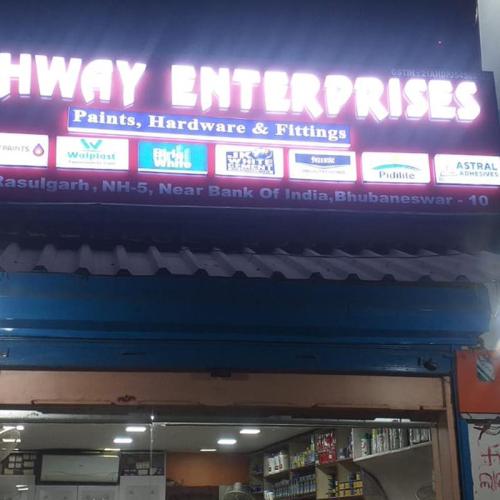 HWAY ENTERPRISES
Paints, Hardware & Fittings
PAINTS
Walplast
Birla White
JK WHITE CEMENT
Pidilite
ASTRAL ADHESIVES
Rasulgarh, NH-5, Near Bank Of India, Bhubaneswar - 10